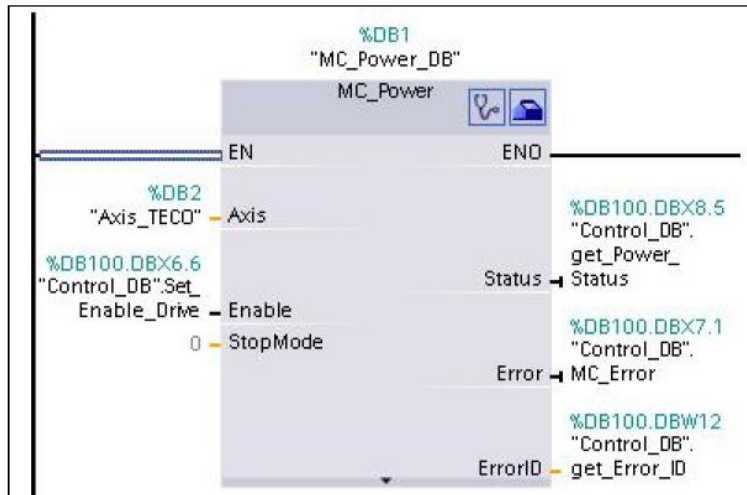 %DB1
"MC_Power_DB"
MC_Power
EN
ENO
%DB2
"Axis_TECO"
Axis
%DB100.DBX8.5
"Control_DB".
get_Power_
Status
Status
%DB100.DBX6.6
"Control_DB".Set_
Enable_Drive
Enable
0
StopMode
%DB100.DBX7.1
"Control_DB".
MC_Error
Error
%DB100.DBW12
"Control_DB".
get_Error_ID
ErrorID